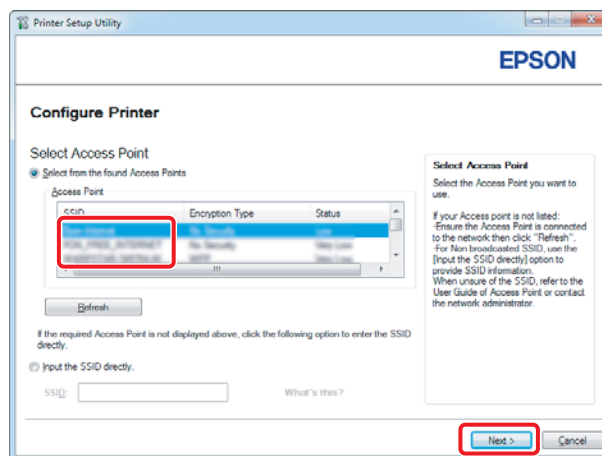 Printer Setup Utility
EPSON
Configure Printer
Select Access Point
Select from the found Access Points
Access Point
SSID Encryption Type Status
Refresh
If the required Access Point is not displayed above, click the following option to enter the SSID
directly.
Input the SSID directly.
SSID: What's this?
Select Access Point
Select the Access Point you want to
use.
If your Access point is not listed:
·Ensure the Access Point is connected
to the network then click "Refresh".
·For Non broadcasted SSID, use the
[Input the SSID directly] option to
provide SSID information.
When unsure of the SSID, refer to the
User Guide of Access Point or contact
the network administrator.
Next > Cancel